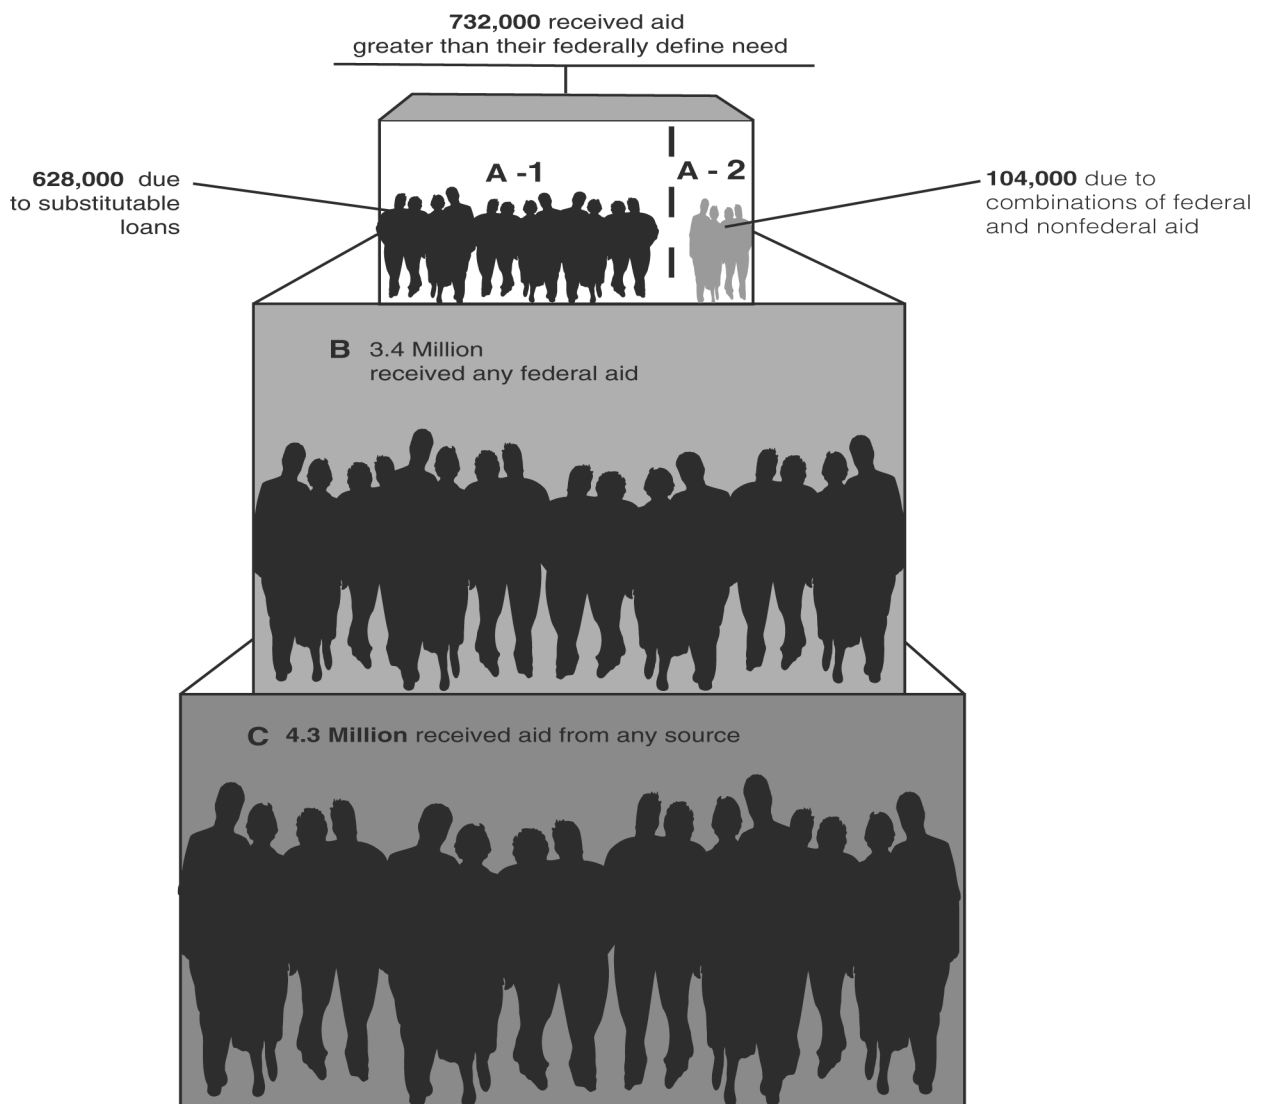 732,000 received aid
greater than their federally define need
A -1
A - 2
628,000 due
to substitutable
loans
104,000 due to
combinations of federal
and nonfederal aid
B 3.4 Million
received any federal aid
C 4.3 Million received aid from any source